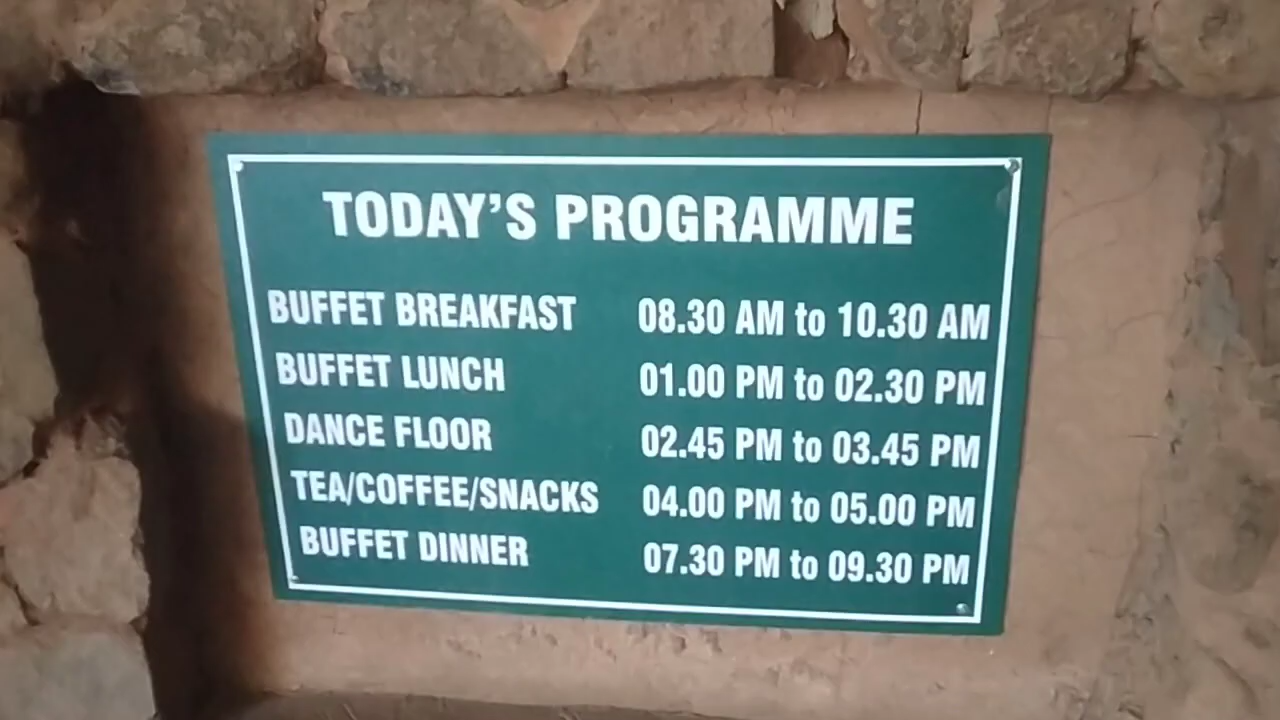 TODAY'S PROGRAMME
BUFFET BREAKFAST 08.30 AM to 10.30 AM
BUFFET LUNCH 01.00 PM to 02.30 PM
DANCE FLOOR 02.45 PM to 03.45 PM
TEA/COFFEE/SNACKS 04.00 PM to 05.00 PM
BUFFET DINNER 07.30 PM to 09.30 PM